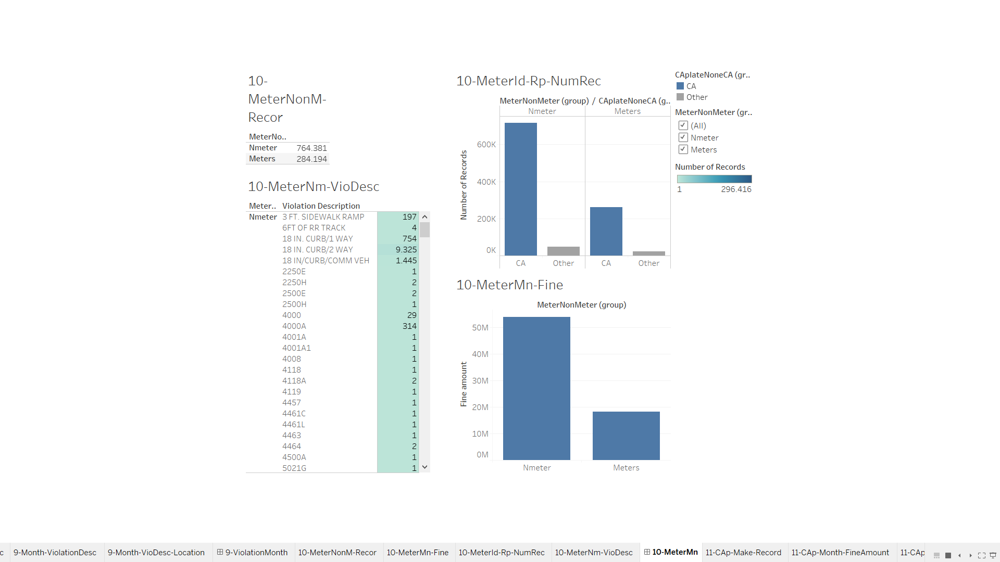 10-
MeterNonM-
Recor
MeterNo..
Nmeter 764.381
Meters 284.194
10-MeterNm-VioDesc
Meter.. Violation Description
Nmeter 3 FT. SIDEWALK RAMP 197
6FT OF RR TRACK 4
18 IN. CURB/1 WAY 754
18 IN. CURB/2 WAY 9.325
18 IN/CURB/COMM VEH 1.445
2250E 1
2250H 2
2500E 2
2500H 1
4000 29
4000A 314
4001A 1
4001A1 1
4008 1
4118 1
4118A 2
4119 1
4457 1
4461C 1
4461L 1
4463 1
4464 2
4500A 1
5021G 1
10-MeterId-Rp-NumRec
MeterNonMeter (group) / CAplateNoneCA (g..
Nmeter Meters
Number of Records
600K
400K
200K
0K
CA Other CA Other
10-MeterMn-Fine
MeterNonMeter (group)
Fine amount
50M
40M
30M
20M
10M
0M
Nmeter Meters
CAplateNoneCA (gr..
CA
Other
MeterNonMeter (gr..
(All)
Nmeter
Meters
Number of Records
1 296.416
c 9-Month-ViolationDesc 9-Month-VioDesc-Location 9-ViolationMonth 10-MeterNonM-Recor 10-MeterMn-Fine 10-MeterId-Rp-NumRec 10-MeterNm-VioDesc 10-MeterMn 11-CAp-Make-Record 11-CAp-Month-FineAmount 11-CAp